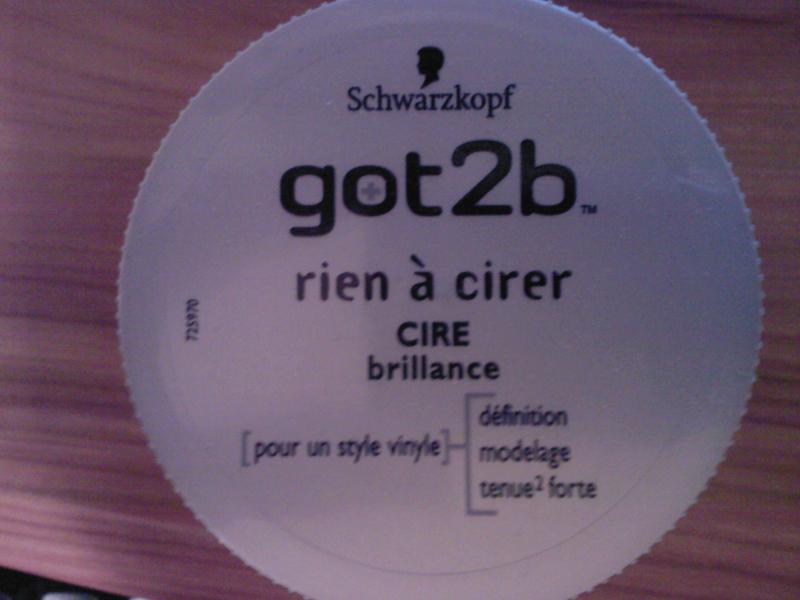 Schwarzkopf
got2b™
rien à cirer
725970
CIRE
brillance
[pour un style vinyle]
définition
modelage
tenue² forte